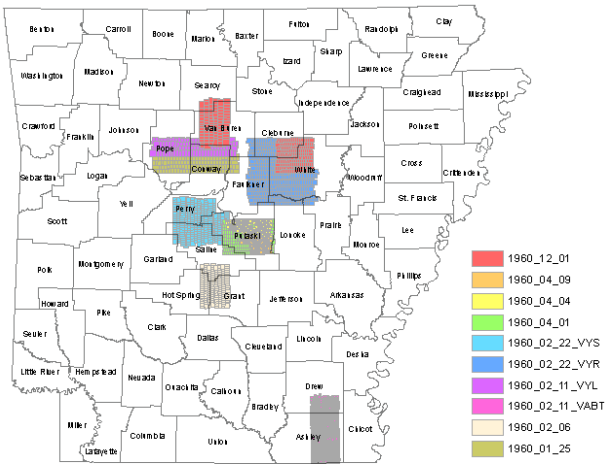 Benton Carroll Boone Marion Baxter Fulton Randolph Clay
Sharp
Izard
Greene
Washington Madison Newton Searcy Stone Lawrence
Craighead Mississippi
Independence
Crawford Franklin Johnson Van Buren Cleburne Jackson Poinsett
Pope
Conway White Cross Crittenden
Sebastian Logan Faulkner Woodruff
St. Francis
Yell Perry
Scott Pulaski Lonoke Prairie Lee
Monroe
Saline
Garland
Polk Montgomery Phillips
Hot Spring Grant Jefferson Arkansas
Howard
Pike
Clark
Sevier Dallas Cleveland Lincoln
Desha
Little River Hempstead
Nevada Ouachita Calhoun Drew
Bradley
Miller
Columbia Union Ashley Chicot
Lafayette
1960_12_01
1960_04_09
1960_04_04
1960_04_01
1960_02_22_VYS
1960_02_22_VYR
1960_02_11_VYL
1960_02_11_VABT
1960_02_06
1960_01_25